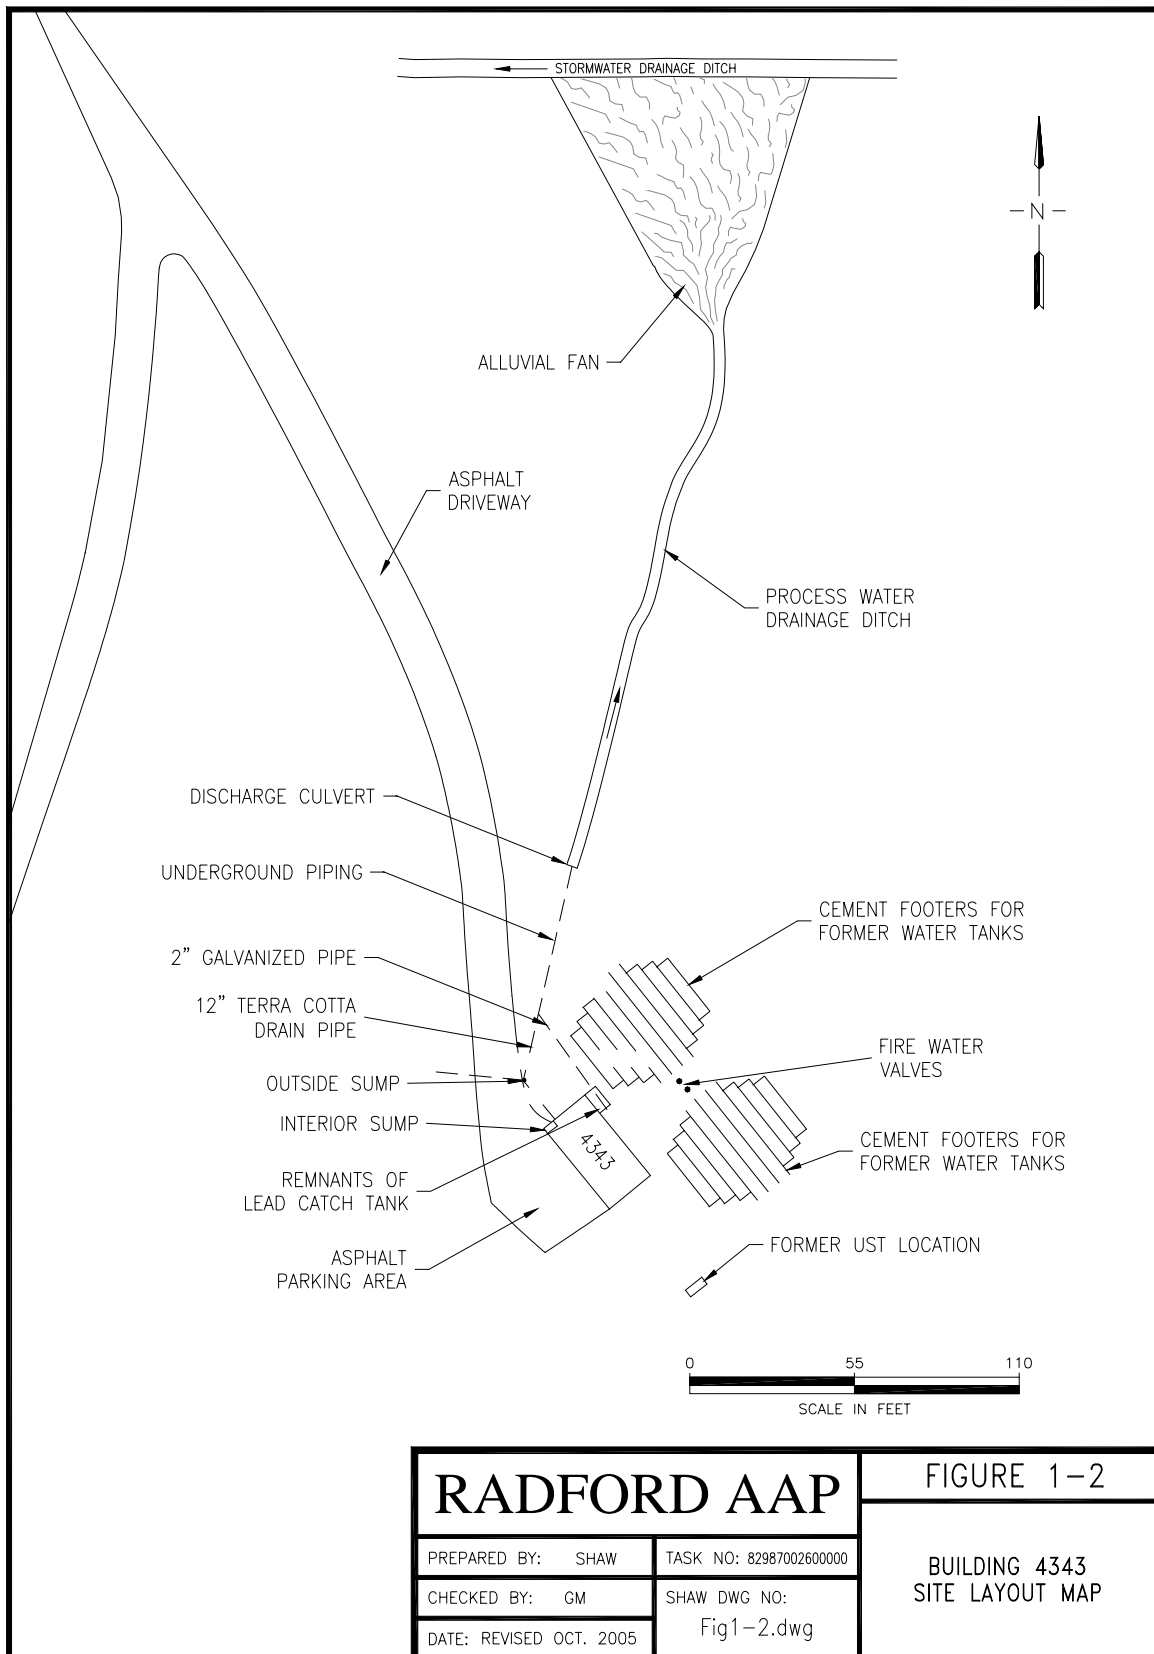 STORMWATER DRAINAGE DITCH
-N-
ALLUVIAL FAN
ASPHALT
DRIVEWAY
PROCESS WATER
DRAINAGE DITCH
DISCHARGE CULVERT
UNDERGROUND PIPING
CEMENT FOOTERS FOR
FORMER WATER TANKS
2" GALVANIZED PIPE
12" TERRA COTTA
DRAIN PIPE
FIRE WATER
VALVES
OUTSIDE SUMP
INTERIOR SUMP
4343
CEMENT FOOTERS FOR
FORMER WATER TANKS
REMNANTS OF
LEAD CATCH TANK
FORMER UST LOCATION
ASPHALT
PARKING AREA
0 55 110
SCALE IN FEET
RADFORD AAP
FIGURE 1-2
PREPARED BY: SHAW
TASK NO: 82987002600000
CHECKED BY: GM
SHAW DWG NO:
Fig1-2.dwg
DATE: REVISED OCT. 2005
BUILDING 4343
SITE LAYOUT MAP